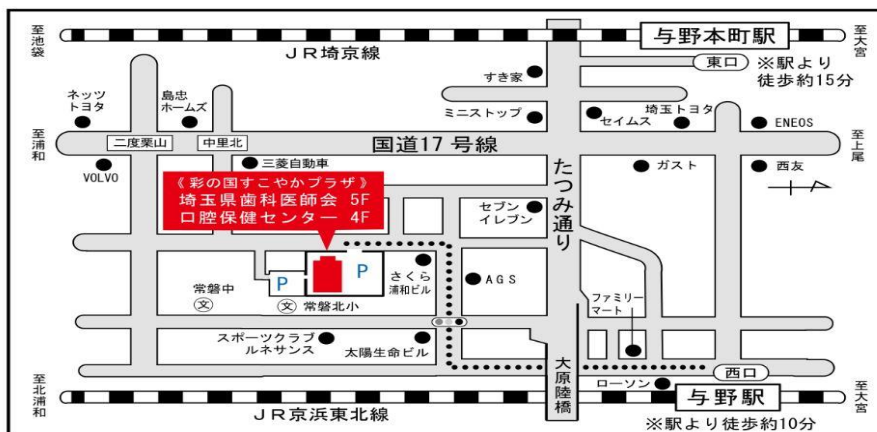 至池袋
JR埼京線
与野本町駅
至大宮
東口
※駅より
徒歩約15分
すき家
ネッツ
トヨタ
島忠
ホームズ
ミニストップ
セイムス
埼玉トヨタ
ENEOS
至浦和
二度栗山
中里北
国道17号線
至上尾
VOLVO
三菱自動車
たつみ通り
ガスト
西友
《彩の国すこやかプラザ》
埼玉県歯科医師会 5F
口腔保健センター 4F
セブン
イレブン
P
P
さくら
浦和ビル
AGS
常磐中
文
文
常磐北小
ファミリー
マート
スポーツクラブ
ルネサンス
太陽生命ビル
大原陸橋
西口
ローソン
至北浦和
JR京浜東北線
与野駅
至大宮
※駅より徒歩約10分